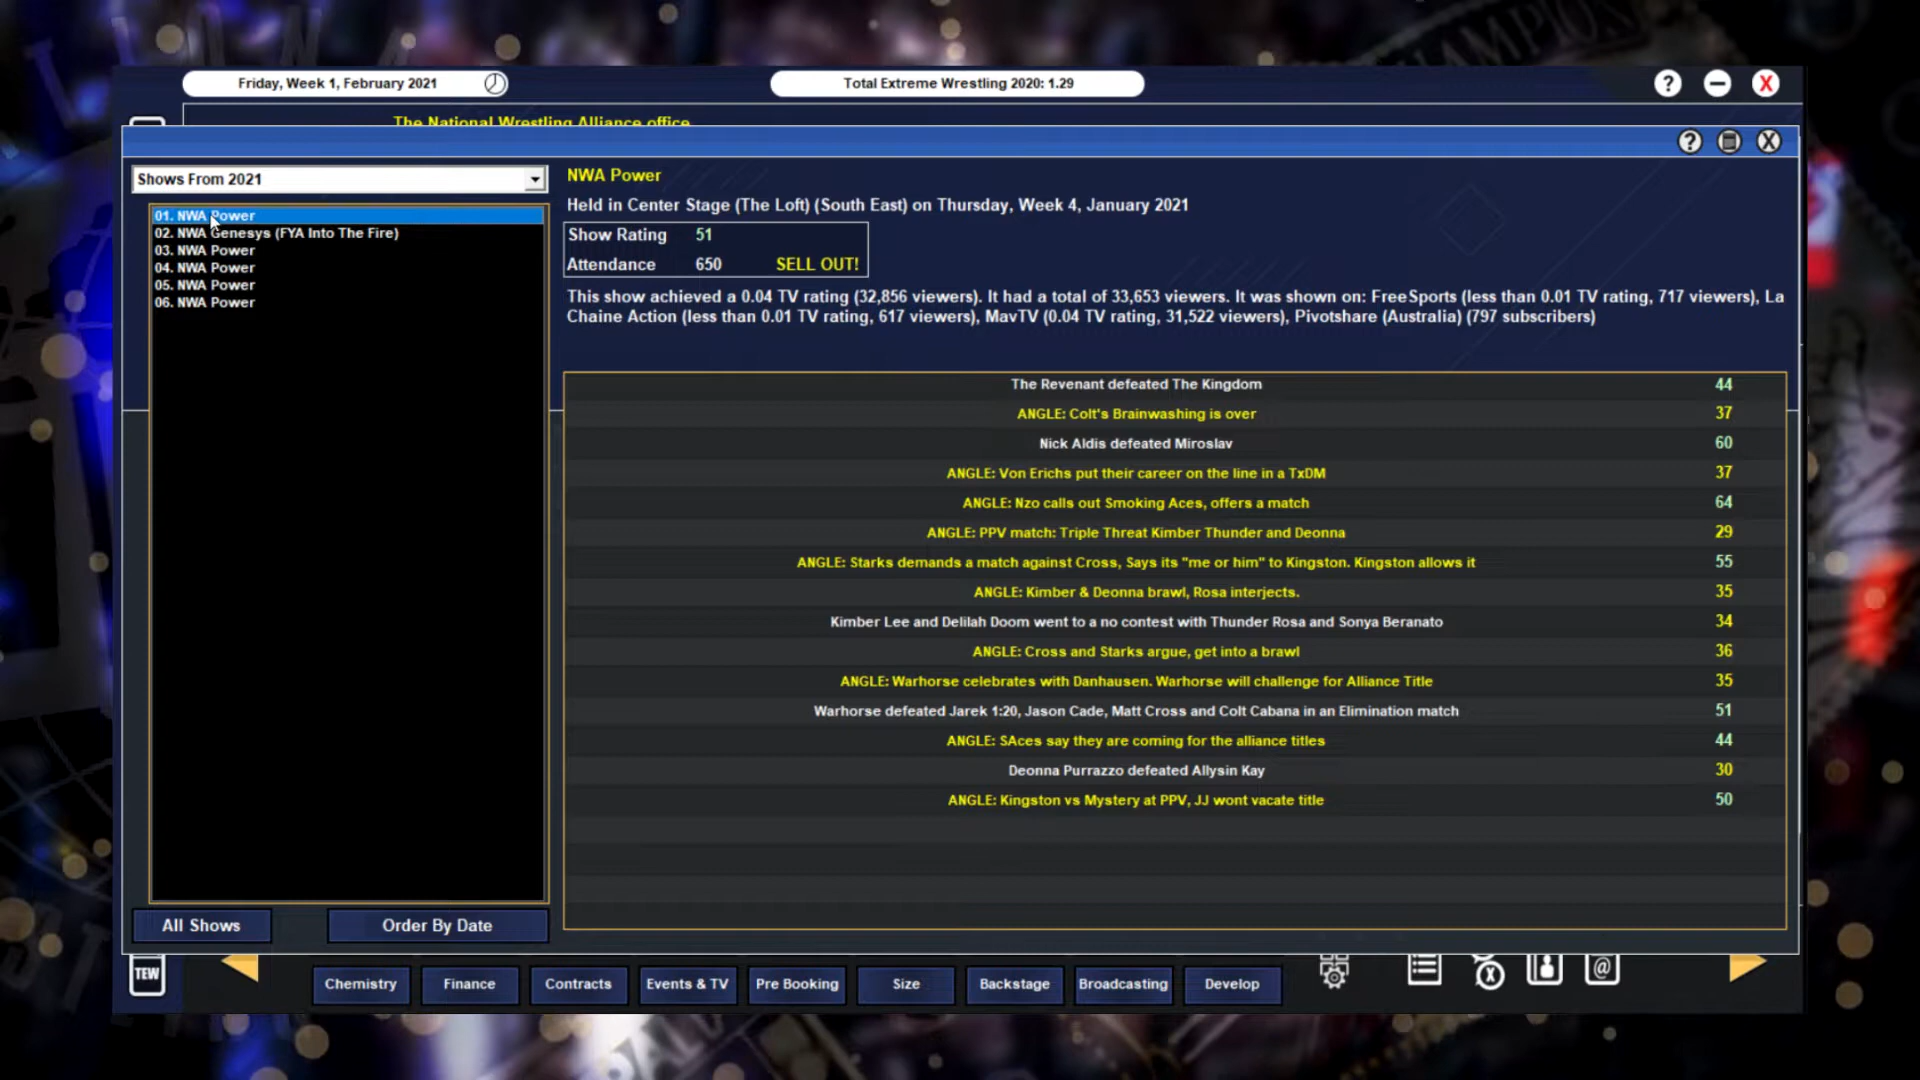 Friday, Week 1, February 2021
Total Extreme Wrestling 2020: 1.29
?
X
The National Wrestling Alliance office
?
X
Shows From 2021
01. NWA Power
02. NWA Genesys (FYA Into The Fire)
03. NWA Power
04. NWA Power
05. NWA Power
06. NWA Power
All Shows
Order By Date
NWA Power
Held in Center Stage (The Loft) (South East) on Thursday, Week 4, January 2021
Show Rating 51
Attendance 650 SELL OUT!
This show achieved a 0.04 TV rating (32,856 viewers). It had a total of 33,653 viewers. It was shown on: FreeSports (less than 0.01 TV rating, 717 viewers), La
Chaine Action (less than 0.01 TV rating, 617 viewers), MavTV (0.04 TV rating, 31,522 viewers), Pivotshare (Australia) (797 subscribers)
The Revenant defeated The Kingdom 44
ANGLE: Colt's Brainwashing is over 37
Nick Aldis defeated Miroslav 60
ANGLE: Von Erichs put their career on the line in a TxDM 37
ANGLE: Nzo calls out Smoking Aces, offers a match 64
ANGLE: PPV match: Triple Threat Kimber Thunder and Deonna 29
ANGLE: Starks demands a match against Cross, Says its "me or him" to Kingston. Kingston allows it 55
ANGLE: Kimber & Deonna brawl, Rosa interjects. 35
Kimber Lee and Delilah Doom went to a no contest with Thunder Rosa and Sonya Beranato 34
ANGLE: Cross and Starks argue, get into a brawl 36
ANGLE: Warhorse celebrates with Danhausen. Warhorse will challenge for Alliance Title 35
Warhorse defeated Jarek 1:20, Jason Cade, Matt Cross and Colt Cabana in an Elimination match 51
ANGLE: SAces say they are coming for the alliance titles 44
Deonna Purrazzo defeated Allysin Kay 30
ANGLE: Kingston vs Mystery at PPV, JJ wont vacate title 50
TEW
Chemistry
Finance
Contracts
Events & TV
Pre Booking
Size
Backstage
Broadcasting
Develop
X
@
CHAMPION